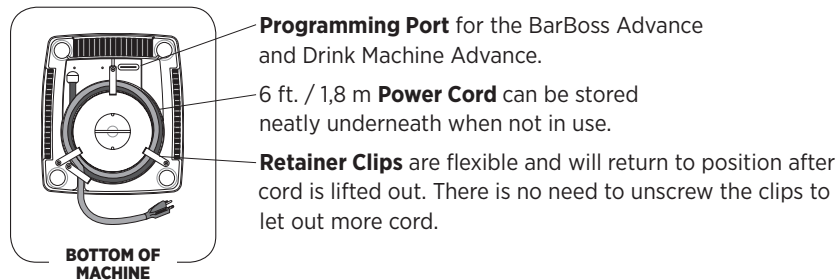 Programming Port for the BarBoss Advance
and Drink Machine Advance.
6 ft. / 1,8 m Power Cord can be stored
neatly underneath when not in use.
Retainer Clips are flexible and will return to position after
cord is lifted out. There is no need to unscrew the clips to
let out more cord.
BOTTOM OF
MACHINE